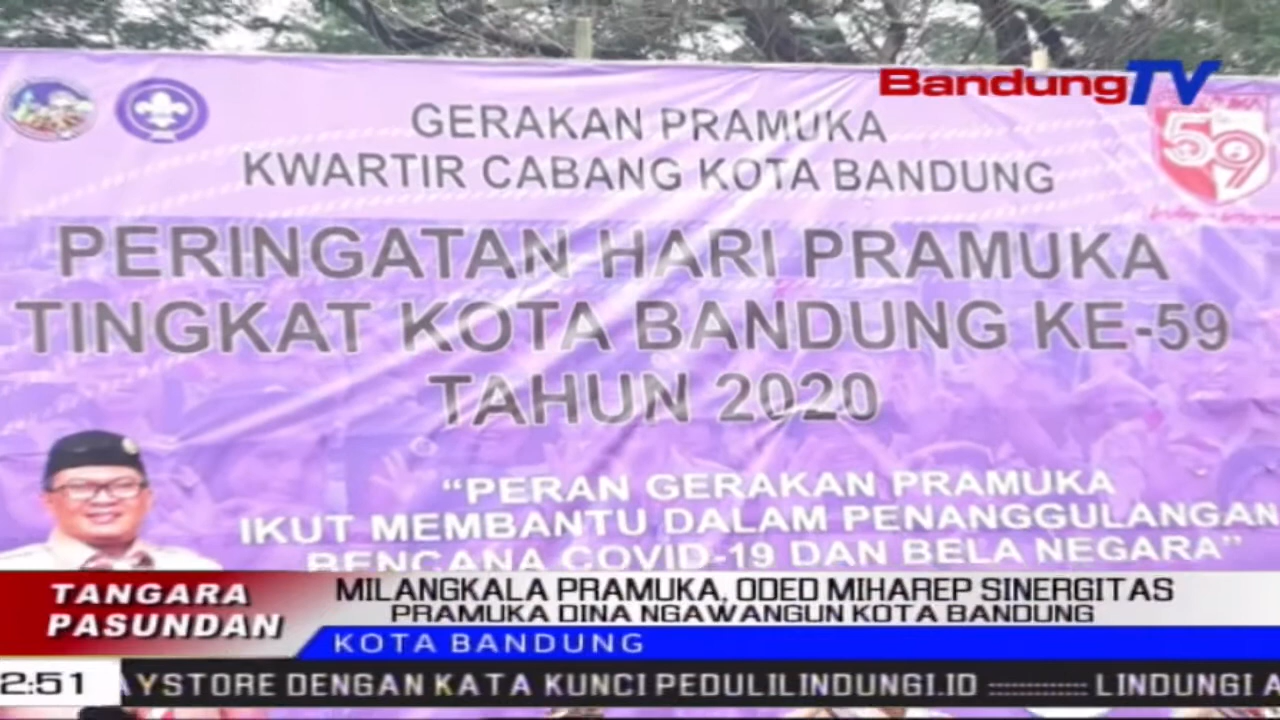 BandungTV
59
GERAKAN PRAMUKA
KWARTIR CABANG KOTA BANDUNG
PERINGATAN HARI PRAMUKA
TINGKAT KOTA BANDUNG KE-59
TAHUN 2020
“PERAN GERAKAN PRAMUKA
IKUT MEMBANTU DALAM PENANGGULANGAN
BENCANA COVID-19 DAN BELA NEGARA”
TANGARA
PASUNDAN
MILANGKALA PRAMUKA, ODED MIHAREP SINERGITAS
PRAMUKA DINA NGAWANGUN KOTA BANDUNG
KOTA BANDUNG
2:51
AYSTORE DENGAN KATA KUNCI PEDULILINDUNGI.ID ------------ LINDUNGI A